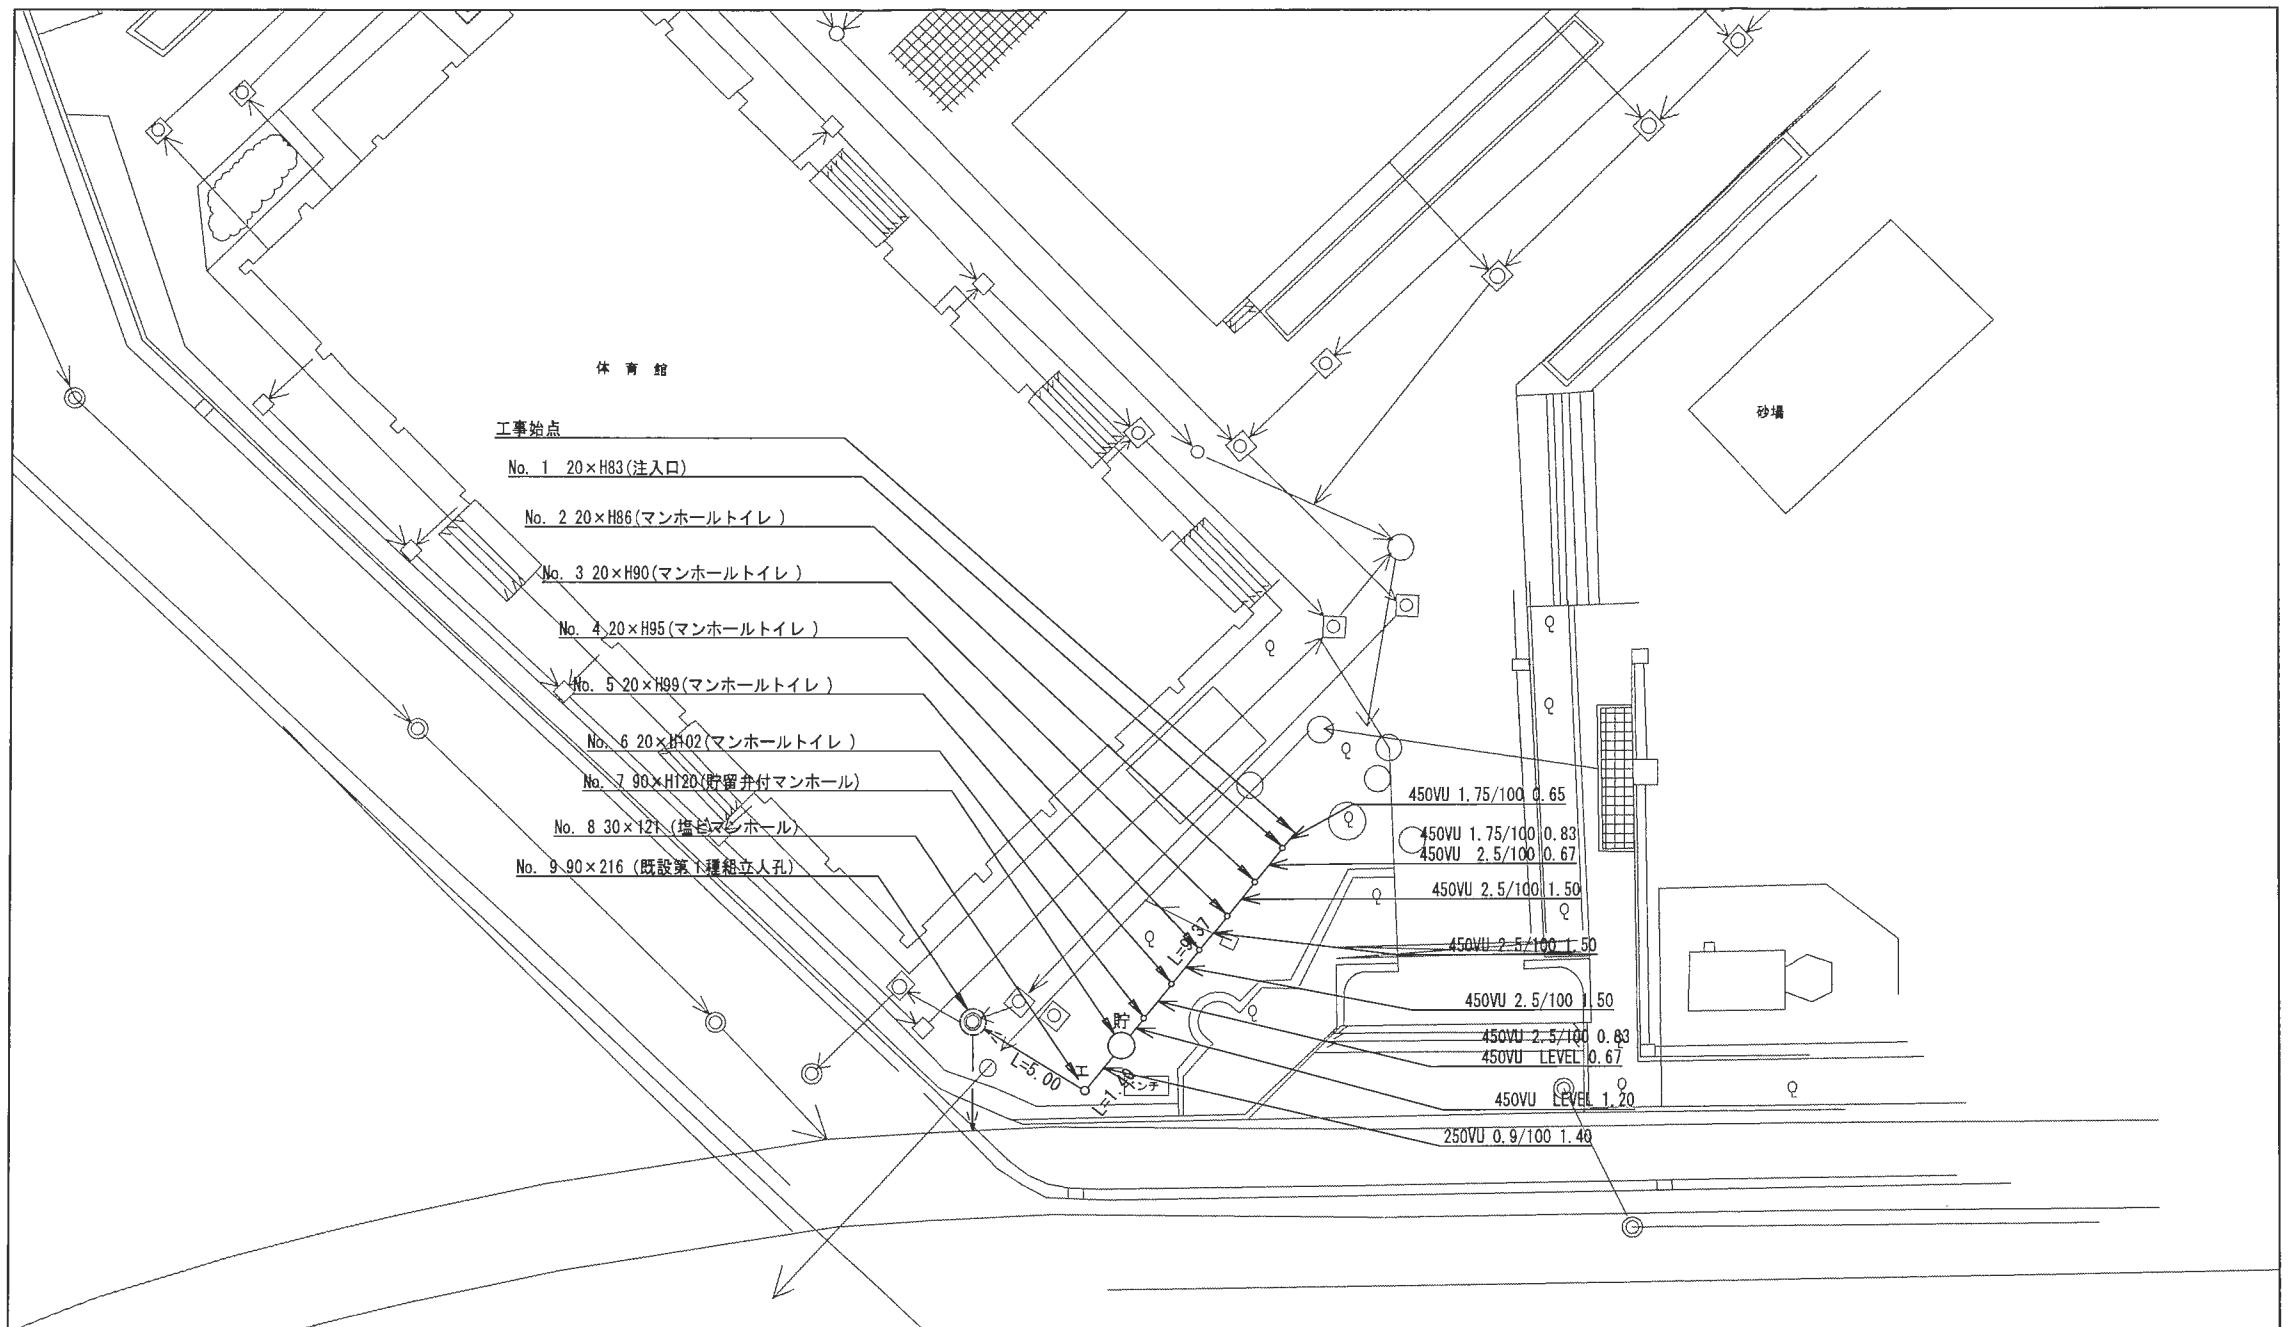 体育館
砂場
工事始点
No. 1 20×H83(注入口)
No. 2 20×H86(マンホールトイレ )
No. 3 20×H90(マンホールトイレ )
No. 4 20×H95(マンホールトイレ )
No. 5 20×H99(マンホールトイレ )
No. 6 20×H102(マンホールトイレ )
No. 7 90×H120(貯留弁付マンホール)
No. 8 30×121 (塩ビマンホール)
No. 9 90×216 (既設第1種組立人孔)
450VU 1.75/100 0.65
450VU 1.75/100 0.83
450VU 2.5/100 0.67
450VU 2.5/100 1.50
450VU 2.5/100 1.50
450VU 2.5/100 1.50
450VU 2.5/100 0.83
450VU LEVEL 0.67
450VU LEVEL 1.20
250VU 0.9/100 1.40
貯
工
L=5.00
ベンチ